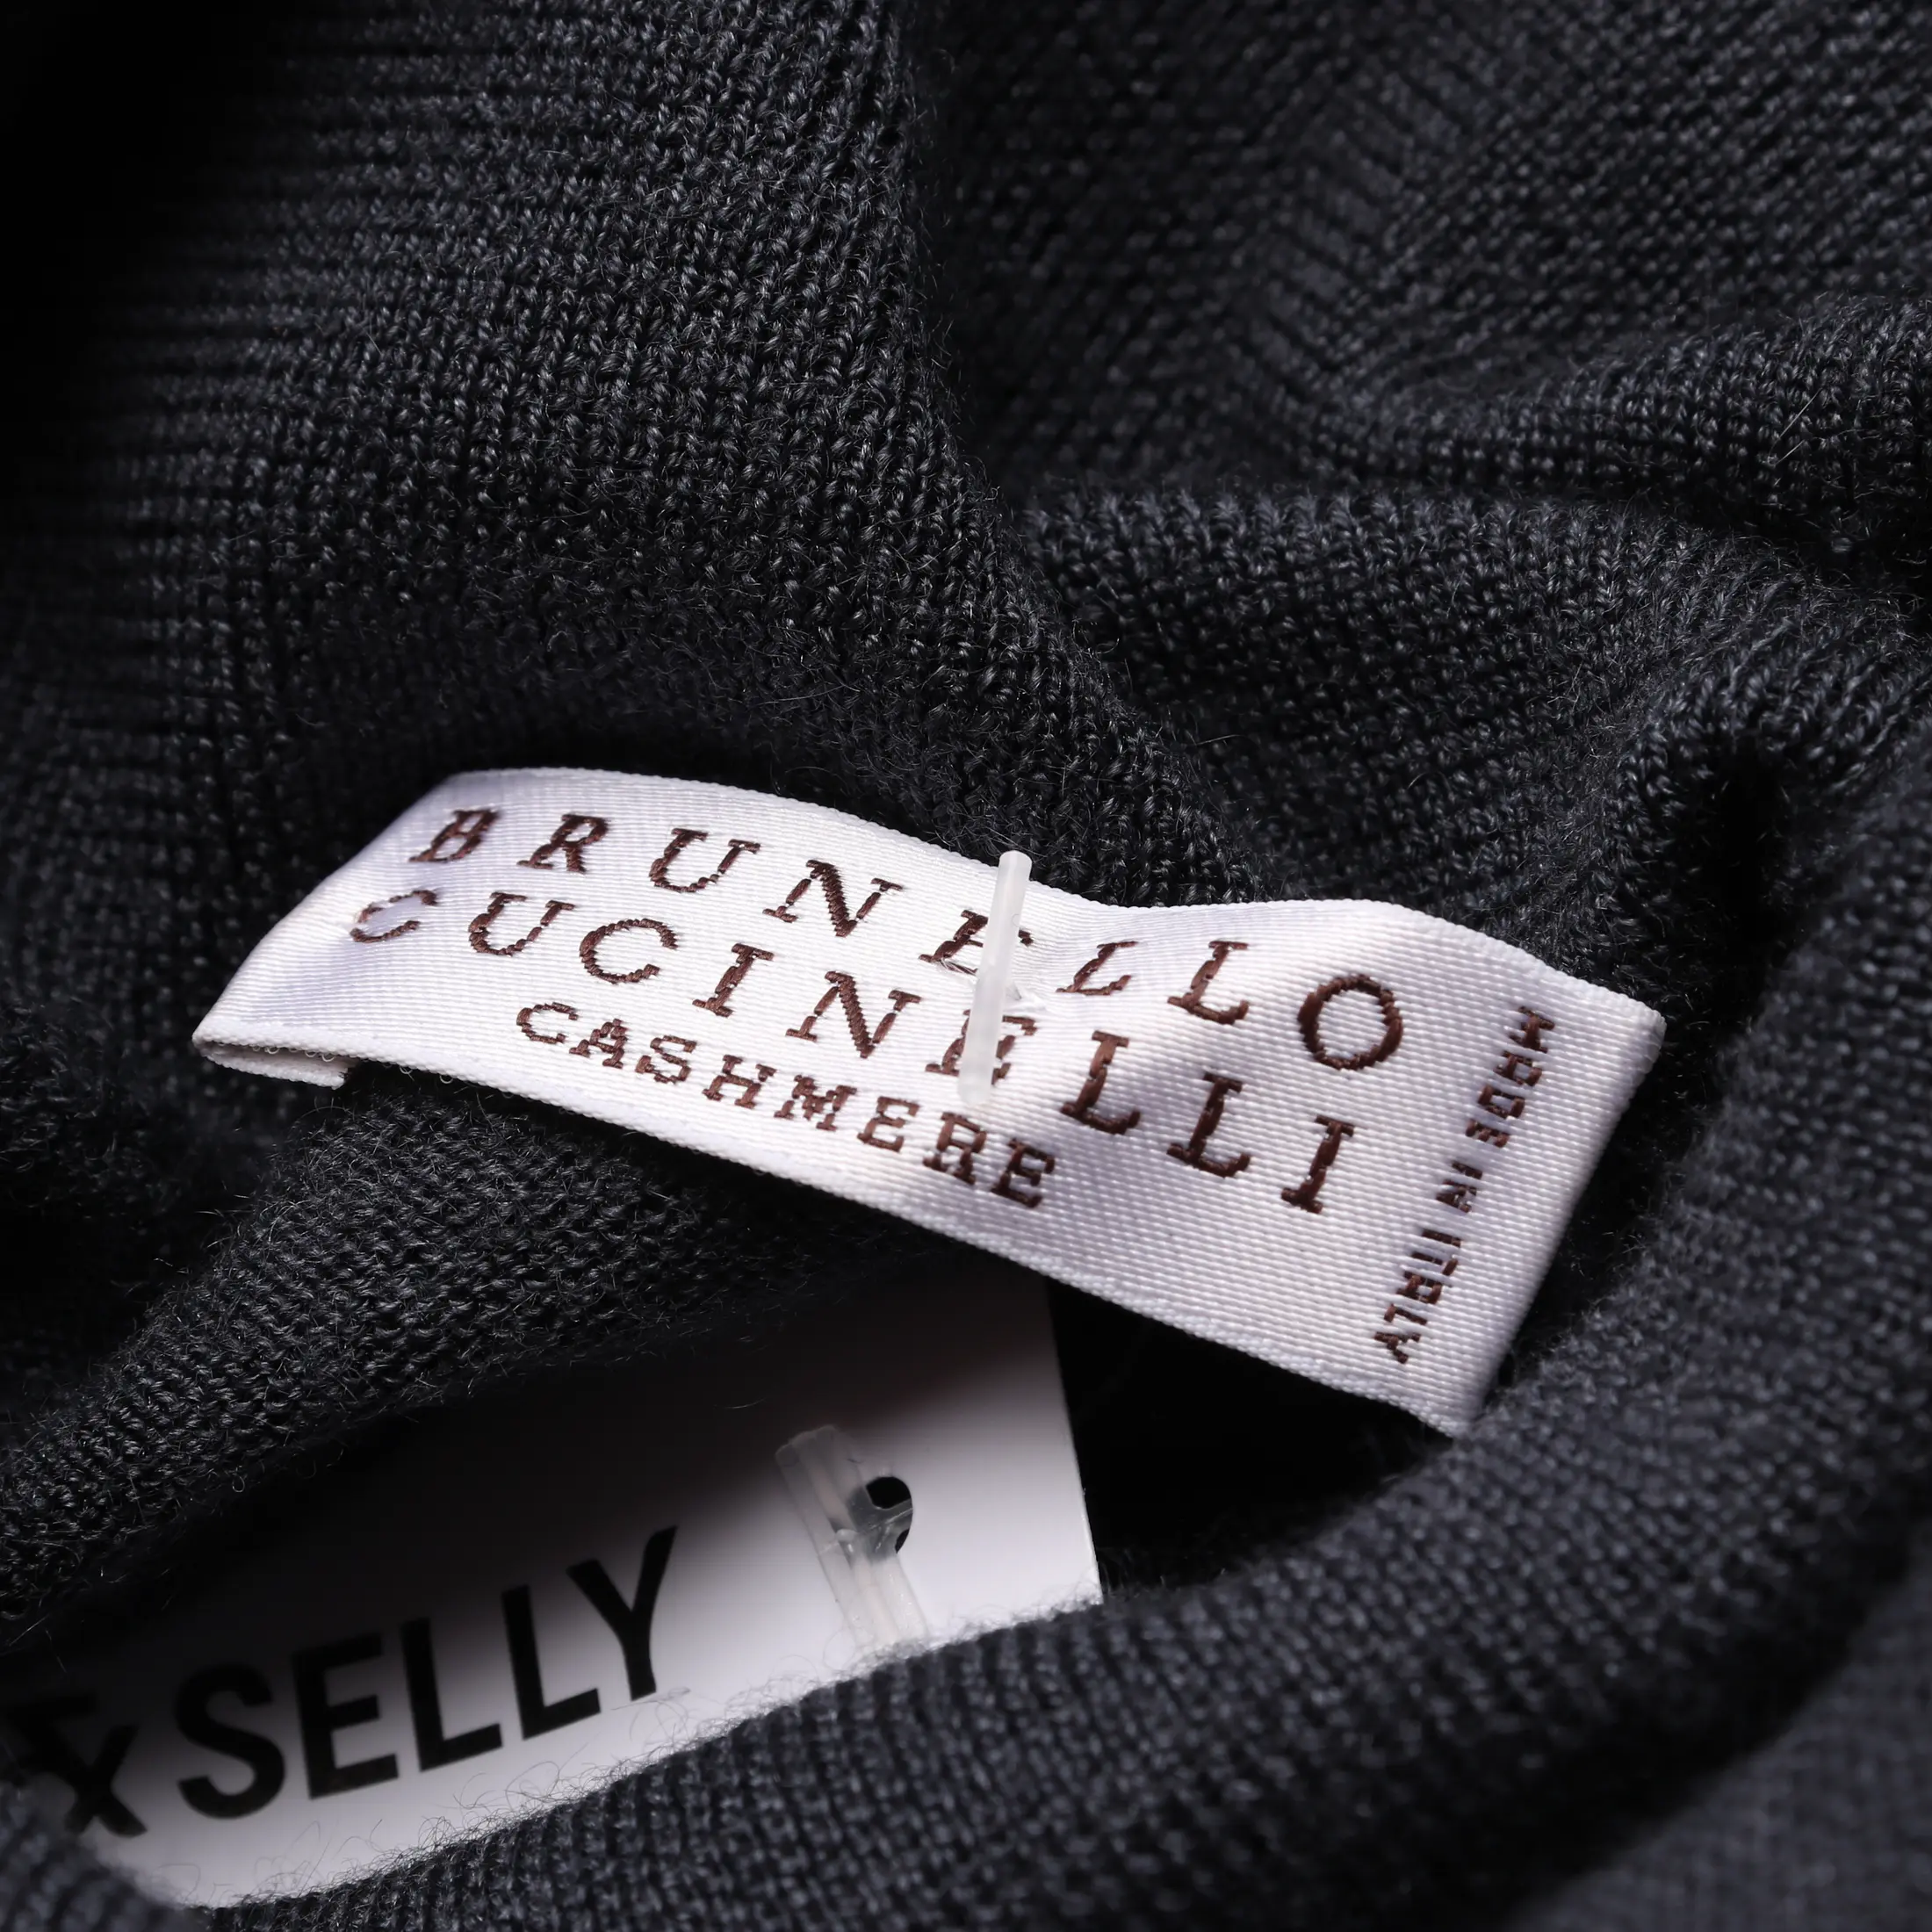 BRUNELLO
CUCINELLI
CASHMERE
MADE IN ITALY
SELLY